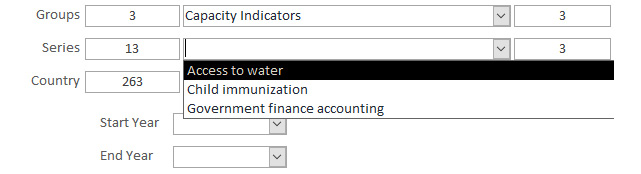 Groups 3 Capacity Indicators 3
Series 13 3
Access to water
Country 263 Child immunization
Government finance accounting
Start Year
End Year